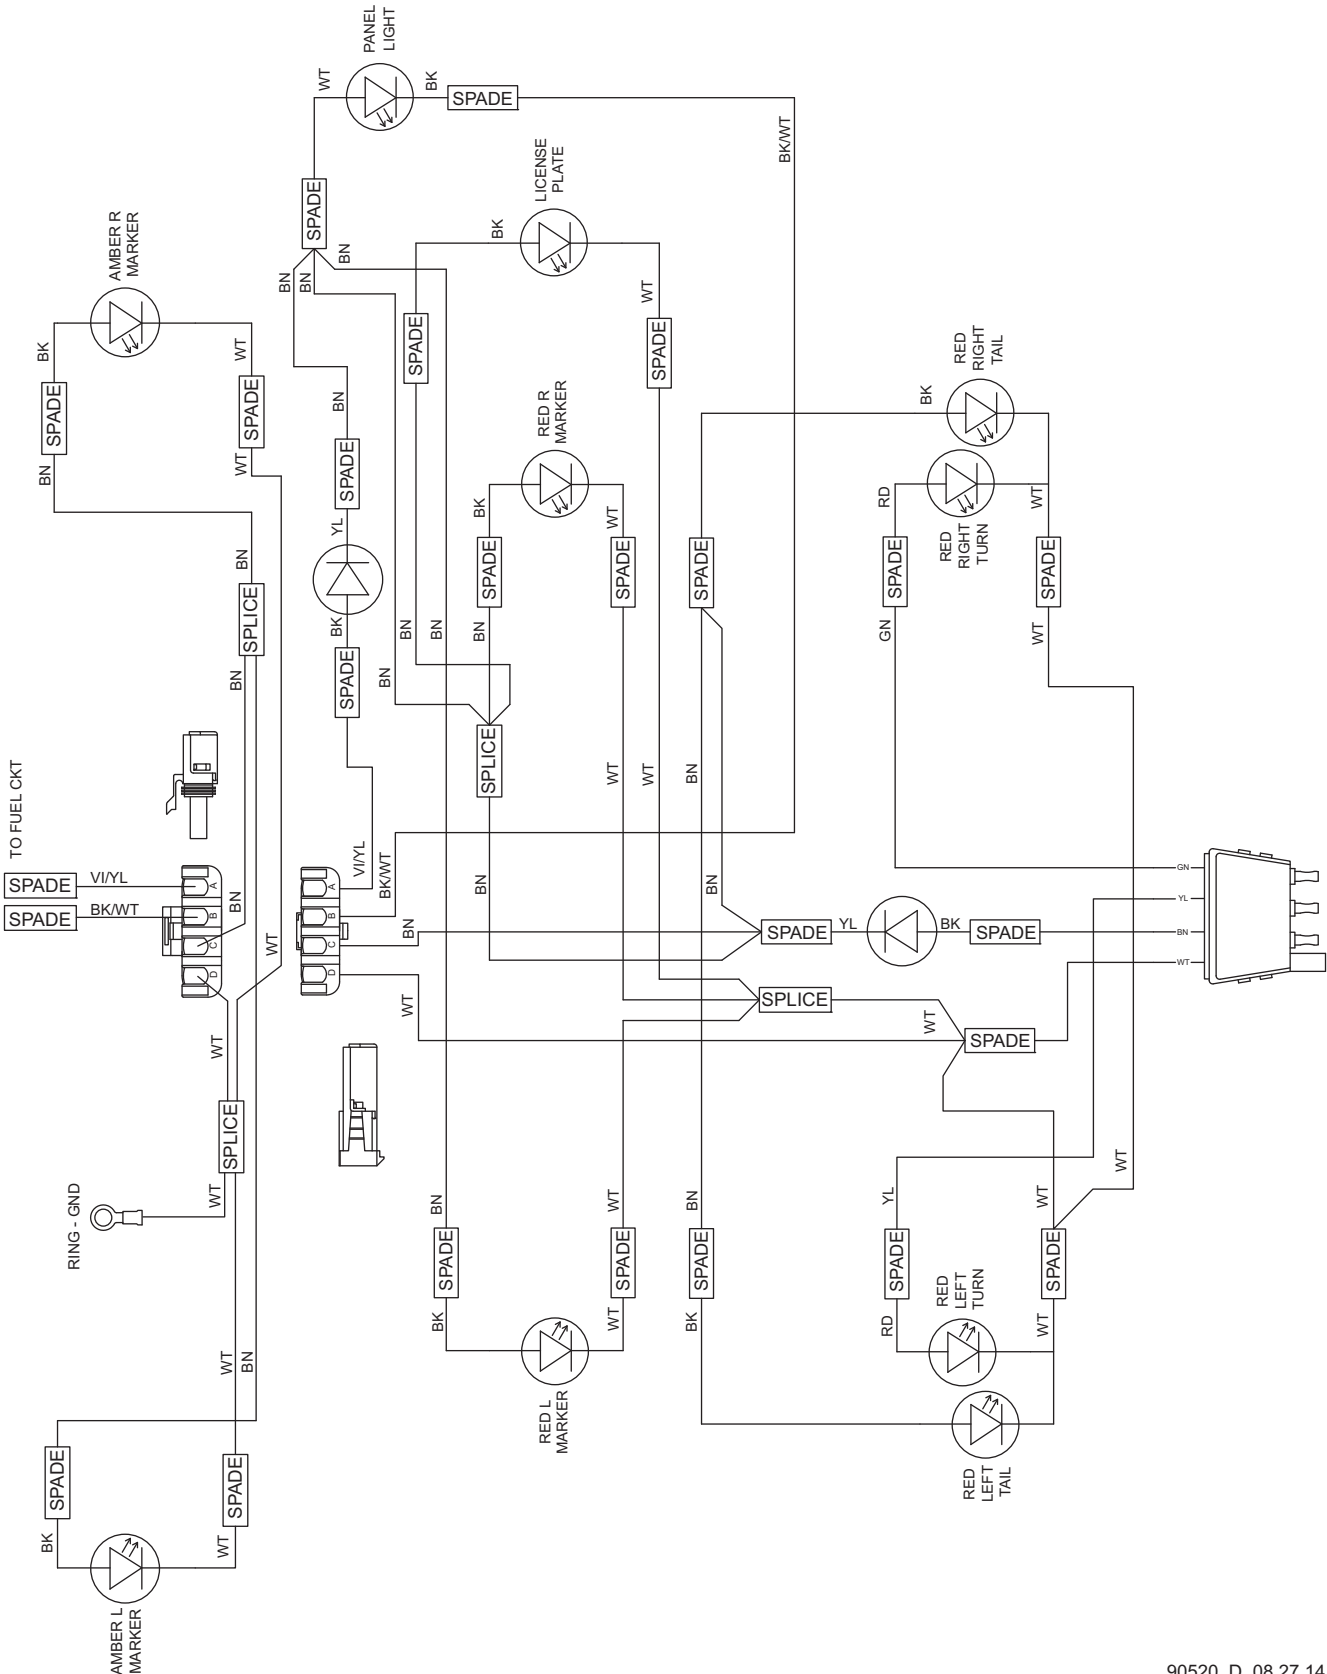 PANEL
LIGHT
WT
BK
SPADE
BK/WT
LICENSE
PLATE
SPADE
BK
AMBER R
MARKER
BN
BN
BN
BK
WT
WT
SPADE
SPADE
SPADE
SPADE
RED
RIGHT
TAIL
BN
RED R
MARKER
BK
BN
WT
SPADE
YL
BK
WT
RD
WT
RED
RIGHT
TURN
BN
SPADE
SPADE
SPADE
SPADE
SPADE
SPLICE
BK
BN
BN
BN
GN
WT
BN
SPADE
BN
TO FUEL CKT
SPLICE
WT
WT
BN
SPADE
VI/YL
A
VI/YL
A
BK/WT
GN
SPADE
BK/WT
B
BN
B
BN
BN
BN
YL
C
C
SPADE
YL
BK
SPADE
BN
WT
D
D
WT
WT
SPLICE
WT
WT
SPADE
SPLICE
RING - GND
WT
BN
WT
BN
YL
WT
WT
SPADE
SPADE
SPADE
SPADE
SPADE
RED
LEFT
TURN
BK
WT
BK
RD
WT
WT
BN
RED L
MARKER
SPADE
SPADE
RED
LEFT
TAIL
BK
WT
AMBER L
MARKER
90520_D_08.27.14